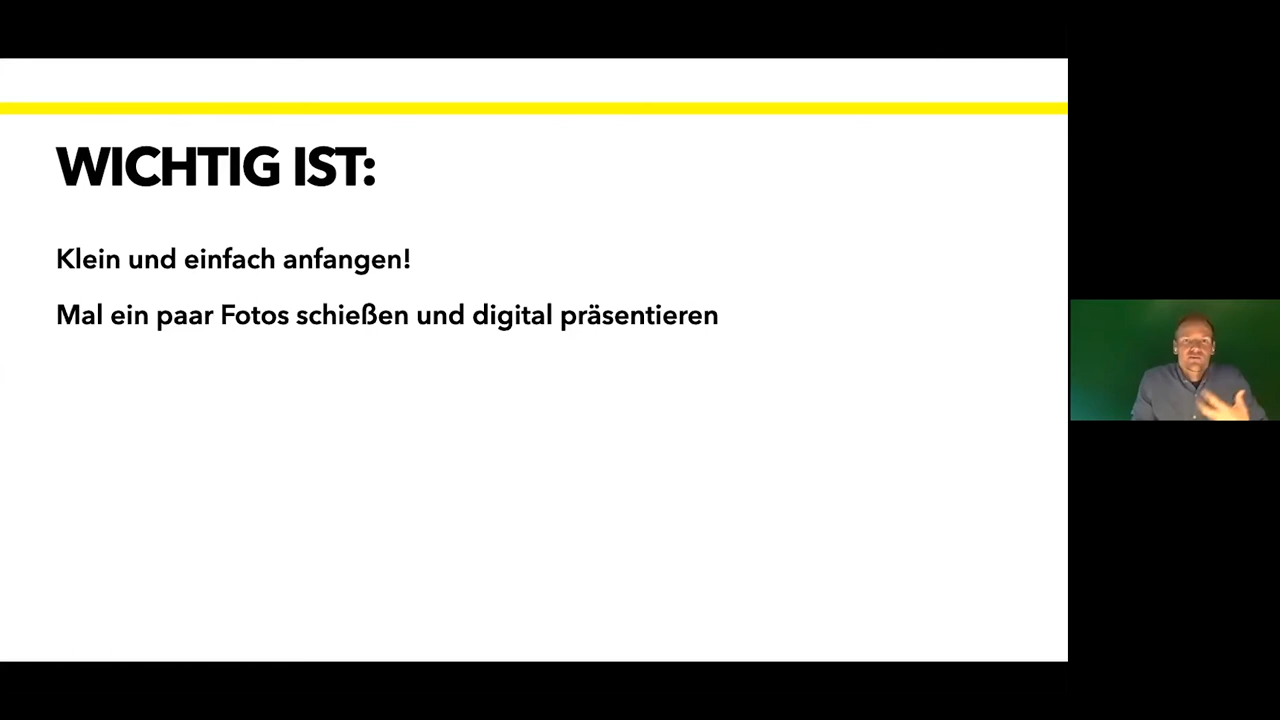 WICHTIG IST:
Klein und einfach anfangen!
Mal ein paar Fotos schießen und digital präsentieren